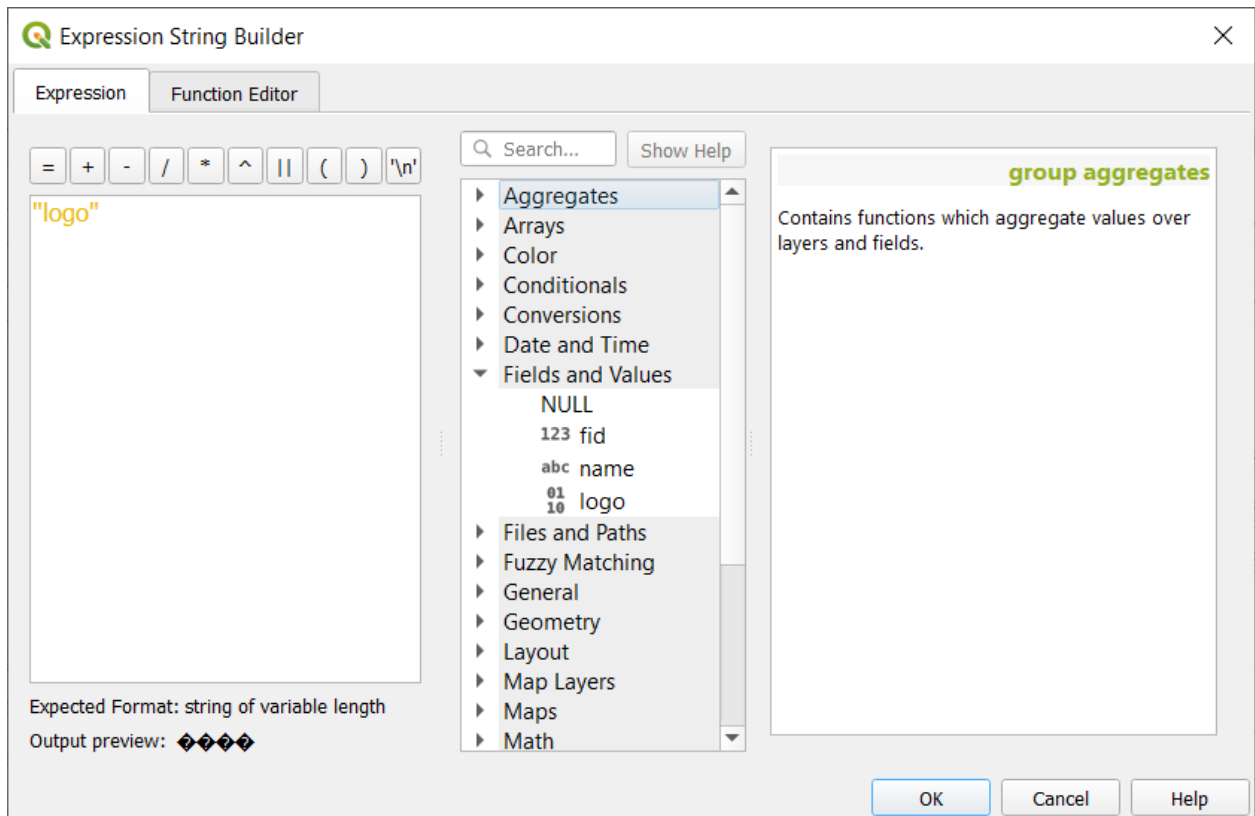 Expression String Builder
Expression
Function Editor
= + - / * ^ || ( ) '\n'
"logo"
Expected Format: string of variable length
Output preview: ����
Search...
Show Help
Aggregates
Arrays
Color
Conditionals
Conversions
Date and Time
Fields and Values
NULL
123 fid
abc name
01
10 logo
Files and Paths
Fuzzy Matching
General
Geometry
Layout
Map Layers
Maps
Math
group aggregates
Contains functions which aggregate values over
layers and fields.
OK
Cancel
Help